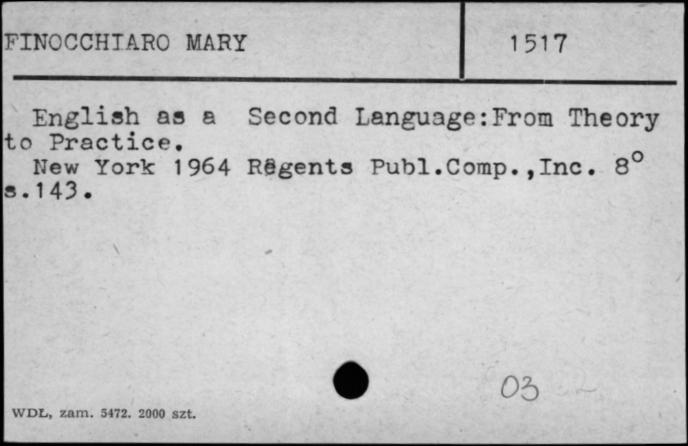 FINOCCHIARO MARY
1517
English as a Second Language:From Theory
to Practice.
New York 1964 Regents Publ.Comp.,Inc. 8°
s.143.
03
WDL, zam. 5472. 2000 szt.